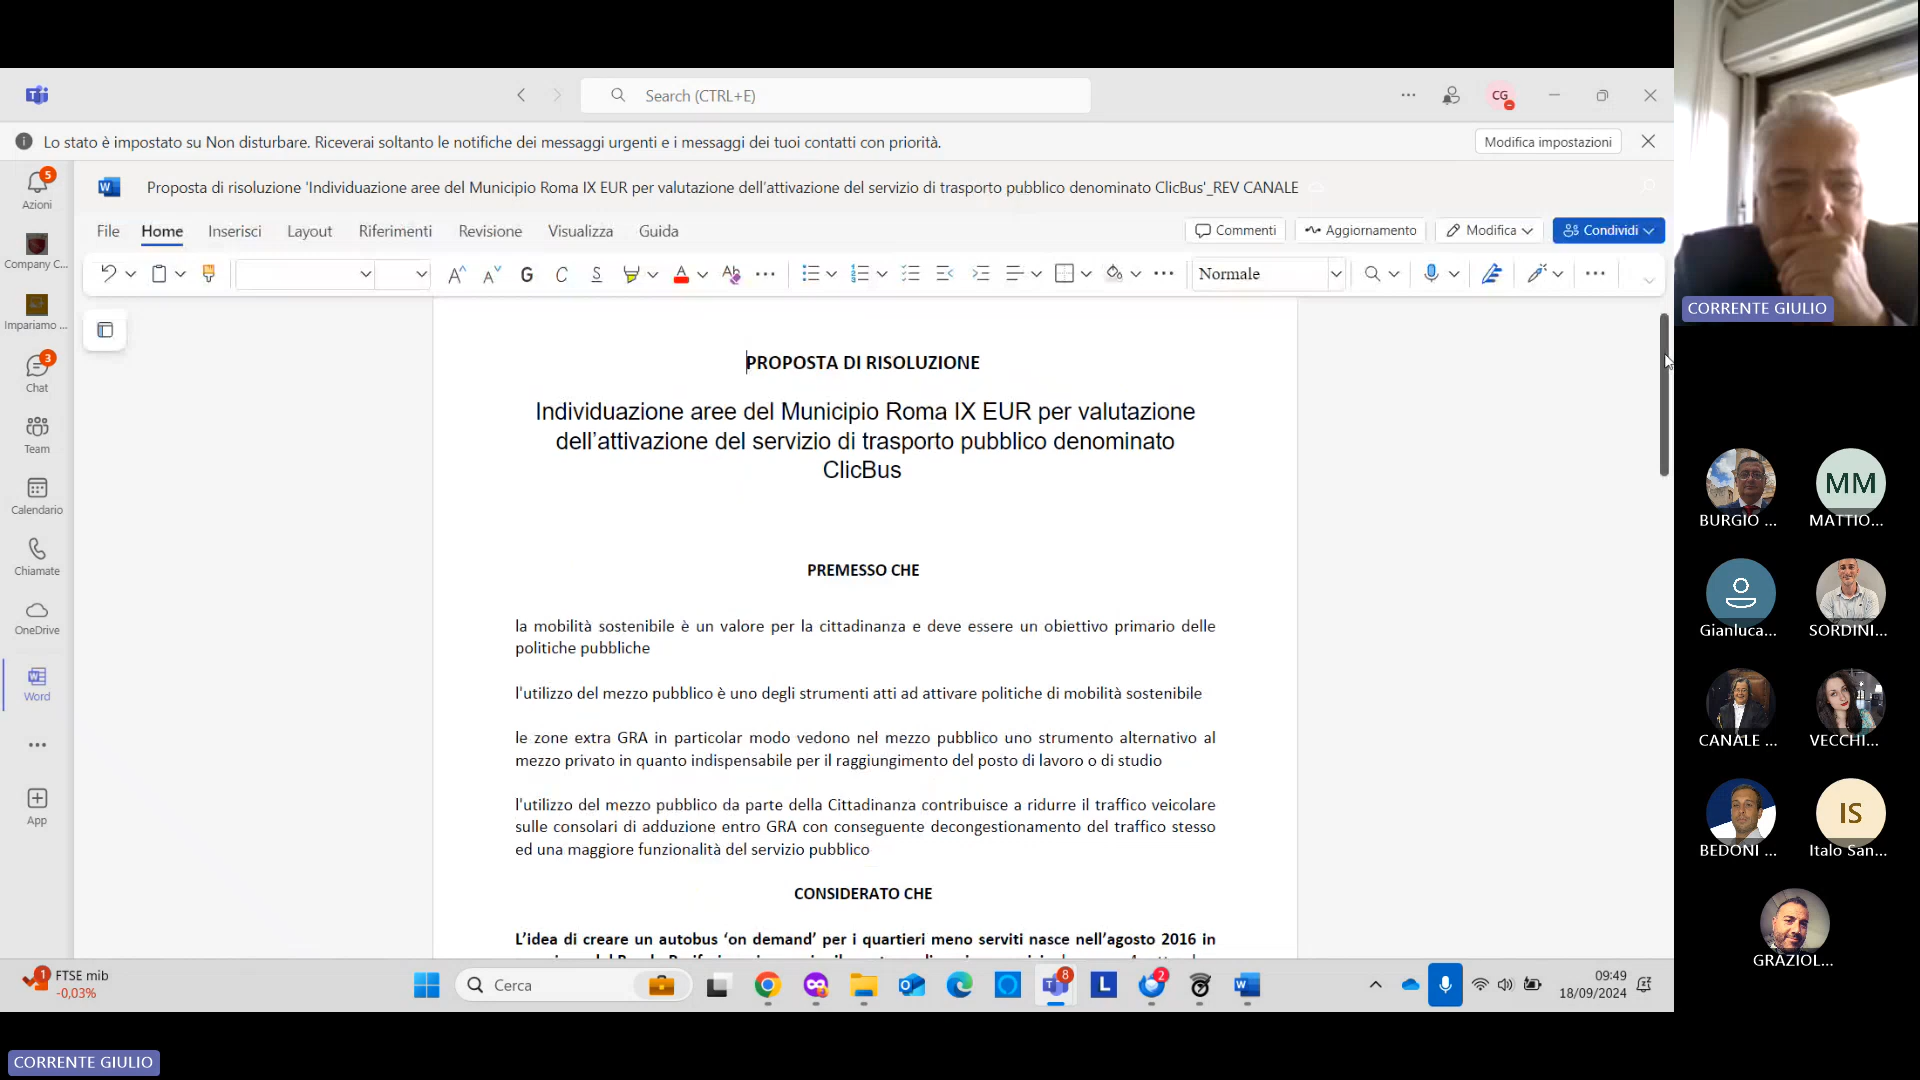 Search (CTRL+E)
CG
Lo stato è impostato su Non disturbare. Riceverai soltanto le notifiche dei messaggi urgenti e i messaggi dei tuoi contatti con priorità.
Modifica impostazioni
Proposta di risoluzione 'Individuazione aree del Municipio Roma IX EUR per valutazione dell'attivazione del servizio di trasporto pubblico denominato ClicBus'_REV CANALE
File Home Inserisci Layout Riferimenti Revisione Visualizza Guida
Commenti Aggiornamento Modifica Condividi
G C S A Normale
5
Azioni
Company C...
Impariamo ...
3
Chat
Team
Calendario
Chiamate
OneDrive
Word
App
PROPOSTA DI RISOLUZIONE
Individuazione aree del Municipio Roma IX EUR per valutazione
dell’attivazione del servizio di trasporto pubblico denominato
ClicBus
PREMESSO CHE
la mobilità sostenibile è un valore per la cittadinanza e deve essere un obiettivo primario delle
politiche pubbliche
l'utilizzo del mezzo pubblico è uno degli strumenti atti ad attivare politiche di mobilità sostenibile
le zone extra GRA in particolar modo vedono nel mezzo pubblico uno strumento alternativo al
mezzo privato in quanto indispensabile per il raggiungimento del posto di lavoro o di studio
l'utilizzo del mezzo pubblico da parte della Cittadinanza contribuisce a ridurre il traffico veicolare
sulle consolari di adduzione entro GRA con conseguente decongestionamento del traffico stesso
ed una maggiore funzionalità del servizio pubblico
CONSIDERATO CHE
L’idea di creare un autobus ‘on demand’ per i quartieri meno serviti nasce nell’agosto 2016 in
CORRENTE GIULIO
BURGIO ...
MM
MATTIO...
Gianluca...
SORDINI...
CANALE ...
VECCHI...
BEDONI ...
IS
Italo San...
GRAZIOL...
1
FTSE mib
-0,03%
Cerca
8
L
2
09:49
18/09/2024
CORRENTE GIULIO